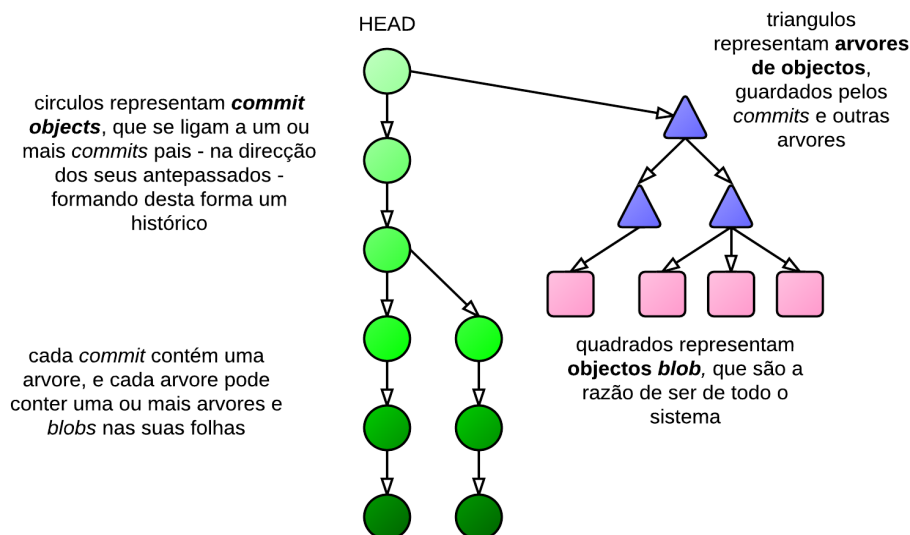 HEAD
circulos representam commit
objects, que se ligam a um ou
mais commits pais - na direcção
dos seus antepassados -
formando desta forma um
histórico
triangulos
representam arvores
de objectos,
guardados pelos
commits e outras
arvores
cada commit contém uma
arvore, e cada arvore pode
conter uma ou mais arvores e
blobs nas suas folhas
quadrados representam
objectos blob, que são a
razão de ser de todo o
sistema